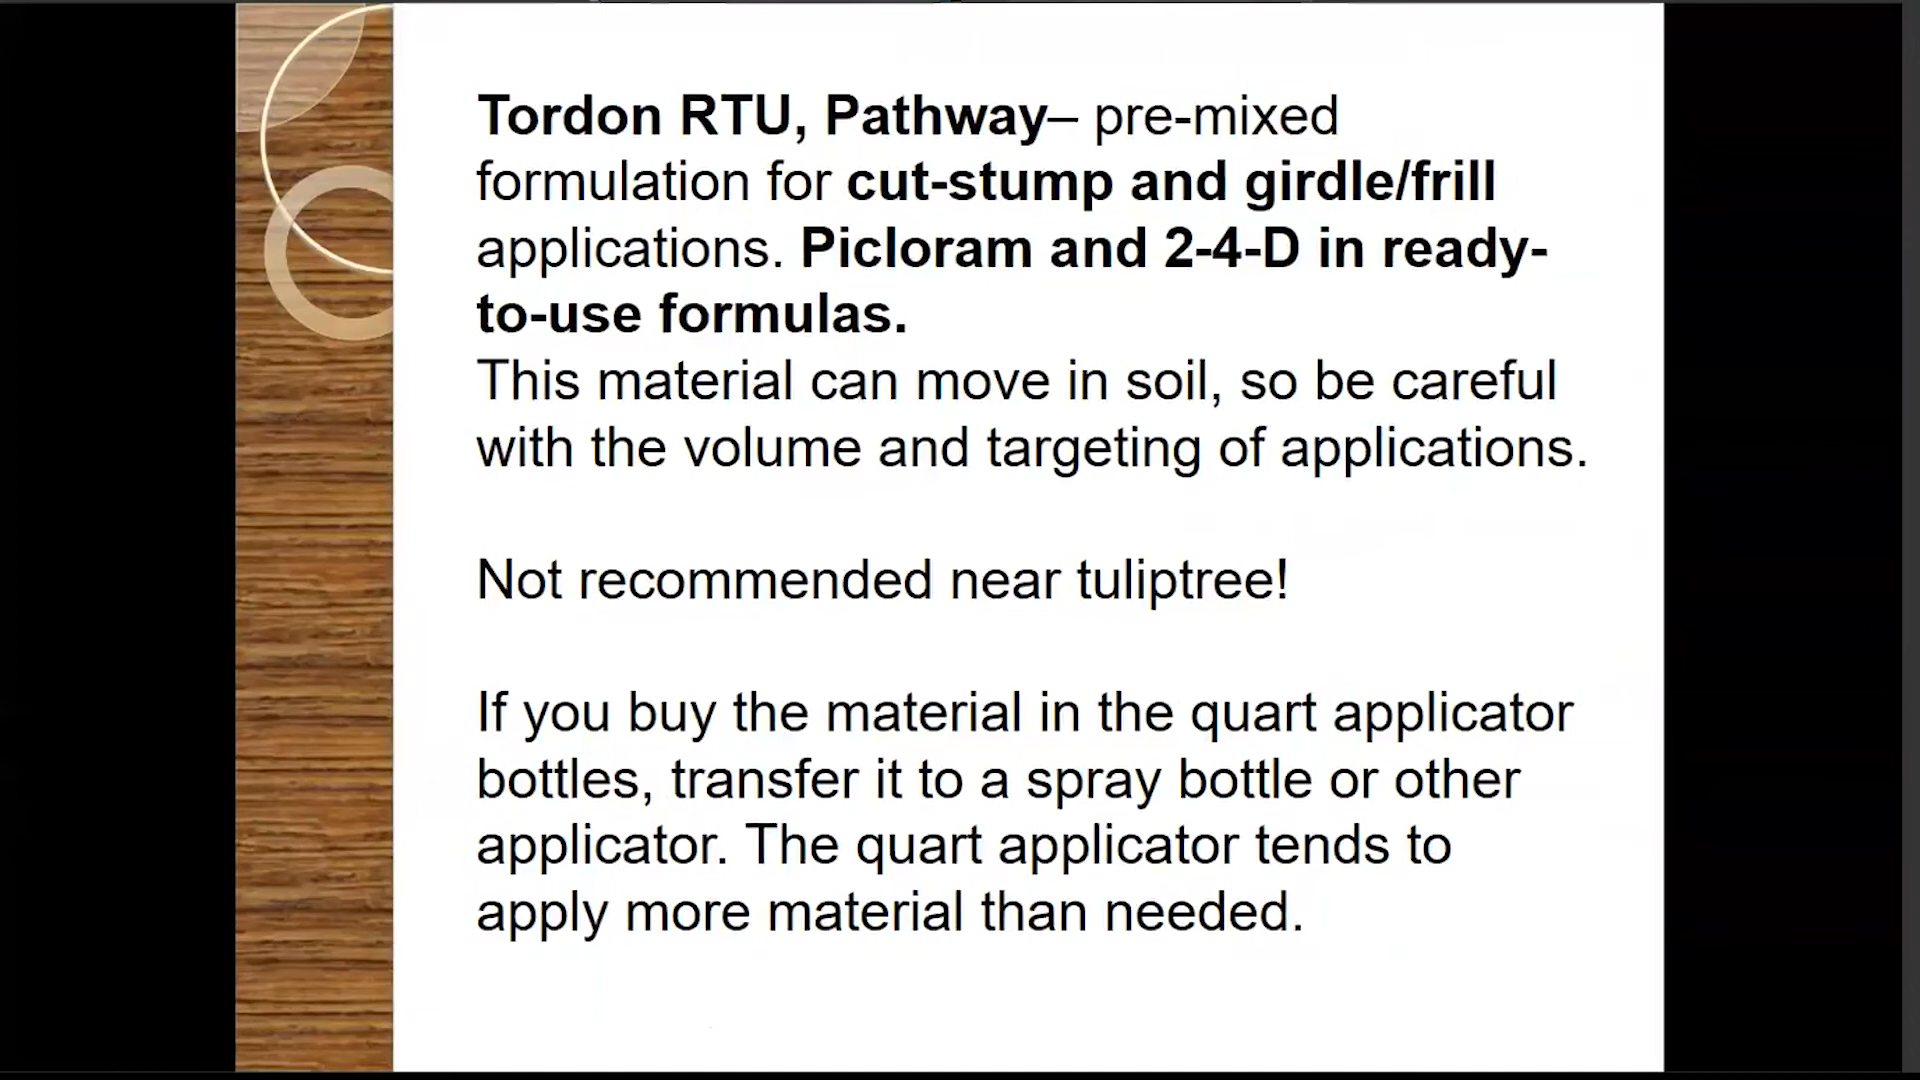 Tordon RTU, Pathway– pre-mixed
formulation for cut-stump and girdle/frill
applications. Picloram and 2-4-D in ready-
to-use formulas.
This material can move in soil, so be careful
with the volume and targeting of applications.
Not recommended near tuliptree!
If you buy the material in the quart applicator
bottles, transfer it to a spray bottle or other
applicator. The quart applicator tends to
apply more material than needed.